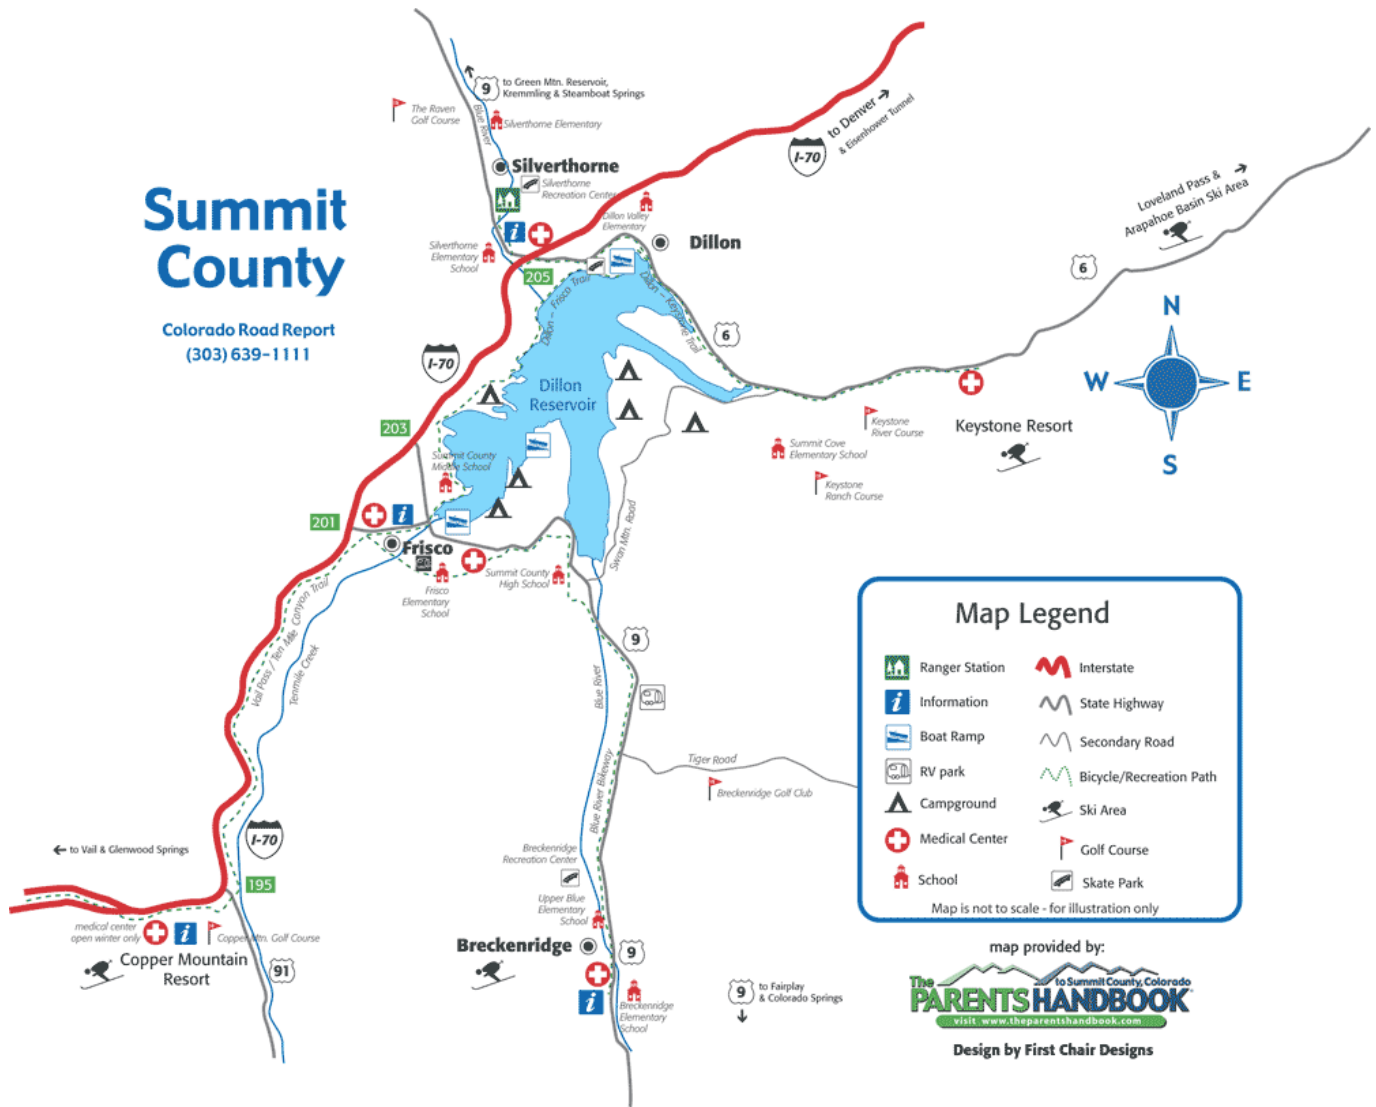 Summit
County
Colorado Road Report
(303) 639-1111
9
to Green Mtn. Reservoir,
Kremmling & Steamboat Springs
The Raven
Golf Course
Blue River
Silverthorne Elementary
Silverthorne
Silverthorne
Recreation Center
Dillon Valley
Elementary
Silverthorne
Elementary
School
i
205
Dillon
to Denver
& Eisenhower Tunnel
I-70
Loveland Pass &
Arapahoe Basin Ski Area
6
6
Dillon - Frisco Trail
Dillon - Keystone Trail
I-70
Dillon
Reservoir
N
W
E
S
203
Summit County
Middle School
Keystone
River Course
Keystone Resort
Summit Cove
Elementary School
Keystone
Ranch Course
Swan Mtn. Road
201
i
Frisco
Frisco
Elementary
School
Summit County
High School
Vail Pass / Ten Mile Canyon Trail
Tenmile Creek
9
Blue River
Blue River Bikeway
Tiger Road
Breckenridge Golf Club
to Vail & Glenwood Springs
I-70
195
medical center
open winter only
i
Copper Mtn. Golf Course
Copper Mountain
Resort
91
Breckenridge
Recreation Center
Upper Blue
Elementary
School
Breckenridge
9
i
Breckenridge
Elementary
School
9
to Fairplay
& Colorado Springs
Map Legend
Ranger Station
i
Information
Boat Ramp
RV park
Campground
Medical Center
School
Interstate
State Highway
Secondary Road
Bicycle/Recreation Path
Ski Area
Golf Course
Skate Park
Map is not to scale - for illustration only
map provided by:
The
to Summit County, Colorado
PARENTS HANDBOOK
visit www.theparentshandbook.com
Design by First Chair Designs